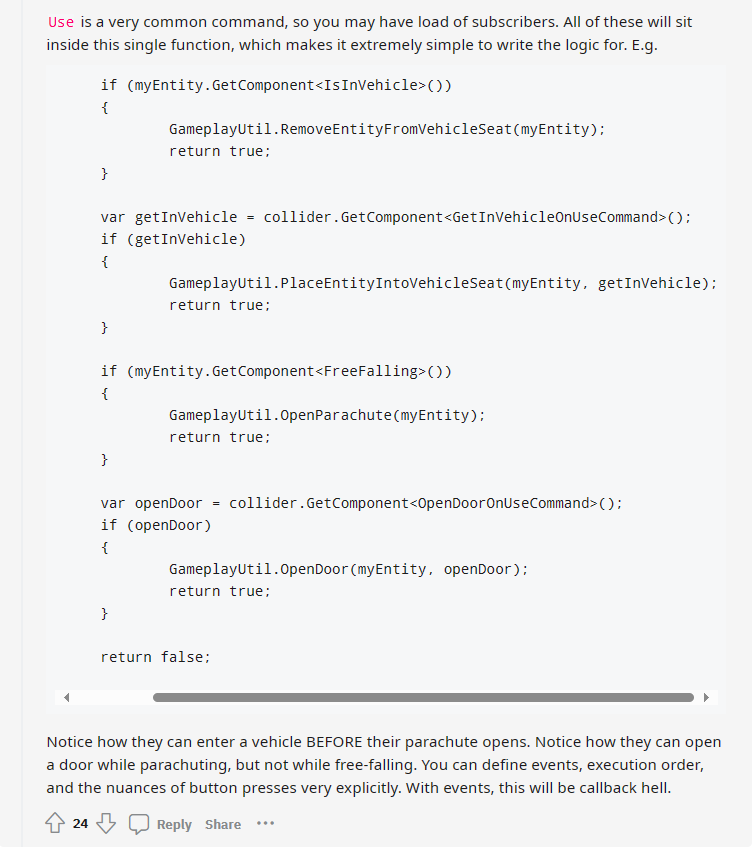 Use is a very common command, so you may have load of subscribers. All of these will sit
inside this single function, which makes it extremely simple to write the logic for. E.g.
if (myEntity.GetComponent<IsInVehicle>())
{
GameplayUtil.RemoveEntityFromVehicleSeat(myEntity);
return true;
}
var getInVehicle = collider.GetComponent<GetInVehicleOnUseCommand>();
if (getInVehicle)
{
GameplayUtil.PlaceEntityIntoVehicleSeat(myEntity, getInVehicle);
return true;
}
if (myEntity.GetComponent<FreeFalling>())
{
GameplayUtil.OpenParachute(myEntity);
return true;
}
var openDoor = collider.GetComponent<OpenDoorOnUseCommand>();
if (openDoor)
{
GameplayUtil.OpenDoor(myEntity, openDoor);
return true;
}
return false;
Notice how they can enter a vehicle BEFORE their parachute opens. Notice how they can open
a door while parachuting, but not while free-falling. You can define events, execution order,
and the nuances of button presses very explicitly. With events, this will be callback hell.
24 Reply Share ···